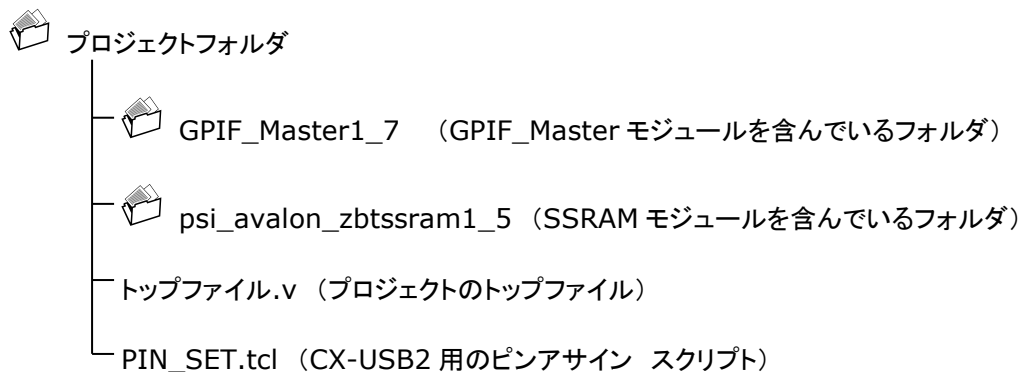 プロジェクトフォルダ
GPIF_Master1_7 （GPIF_Master モジュールを含んでいるフォルダ）
psi_avalon_zbtssram1_5 （SSRAM モジュールを含んでいるフォルダ）
トップファイル.v （プロジェクトのトップファイル）
PIN_SET.tcl （CX-USB2 用のピンアサイン　スクリプト）